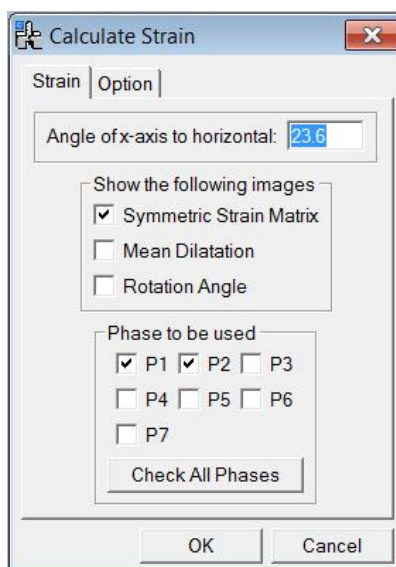 Calculate Strain
Strain Option
Angle of x-axis to horizontal: 23.6
Show the following images
Symmetric Strain Matrix
Mean Dilatation
Rotation Angle
Phase to be used
P1 P2 P3
P4 P5 P6
P7
Check All Phases
OK Cancel